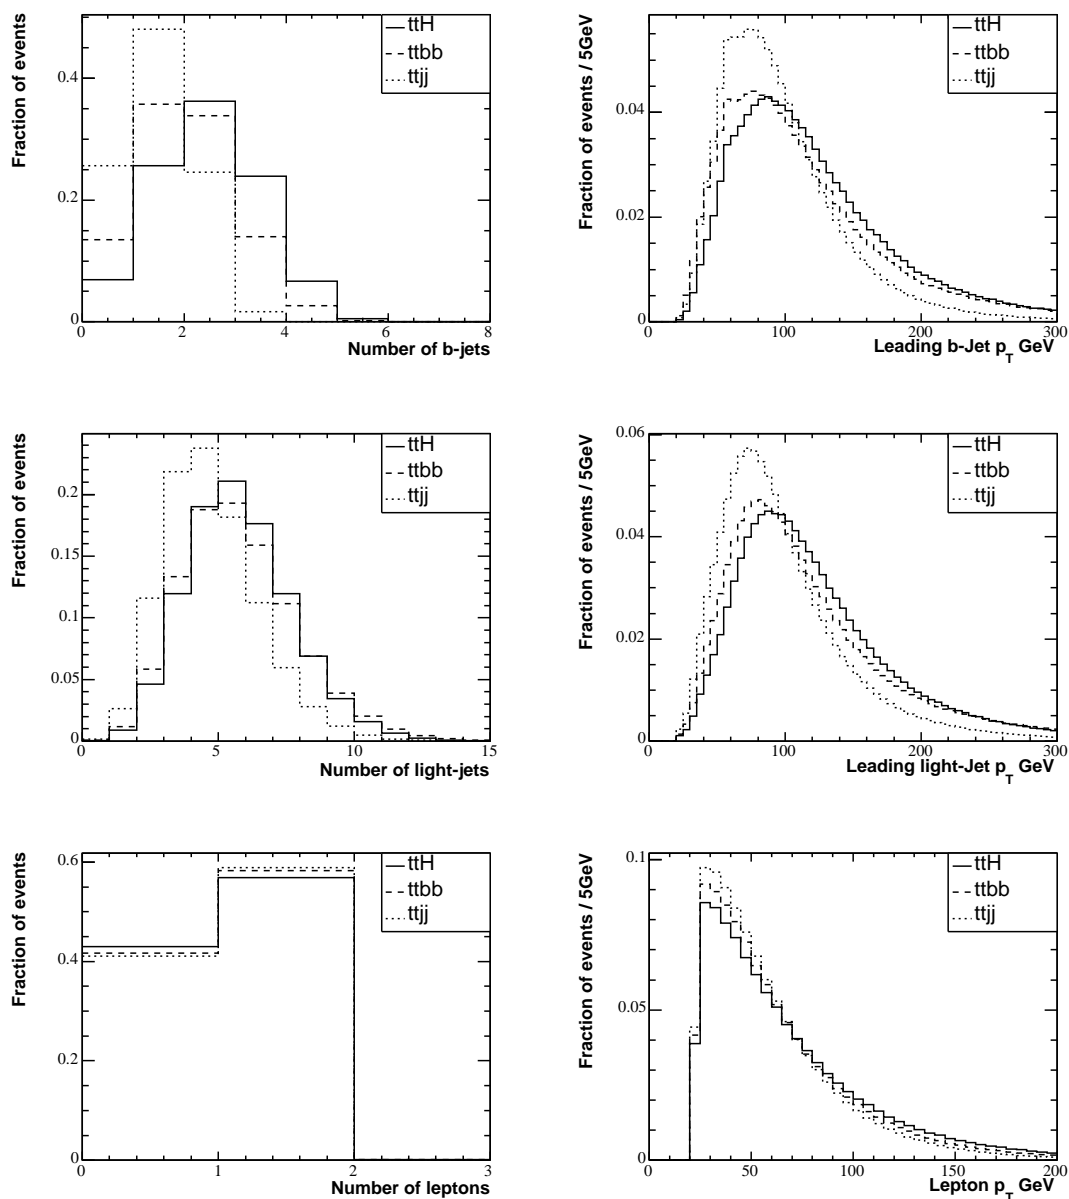 Fraction of events
0.4
0.2
0
0 2 4 6 8
Number of b-jets
ttH
ttbb
ttjj
Fraction of events / 5GeV
0.04
0.02
0
0 100 200 300
Leading b-Jet p_T GeV
ttH
ttbb
ttjj
Fraction of events
0.2
0.15
0.1
0.05
0
0 5 10 15
Number of light-jets
ttH
ttbb
ttjj
Fraction of events / 5GeV
0.06
0.04
0.02
0
0 100 200 300
Leading light-Jet p_T GeV
ttH
ttbb
ttjj
Fraction of events
0.6
0.4
0.2
0
0 1 2 3
Number of leptons
ttH
ttbb
ttjj
Fraction of events / 5GeV
0.1
0.05
0
0 50 100 150 200
Lepton p_T GeV
ttH
ttbb
ttjj